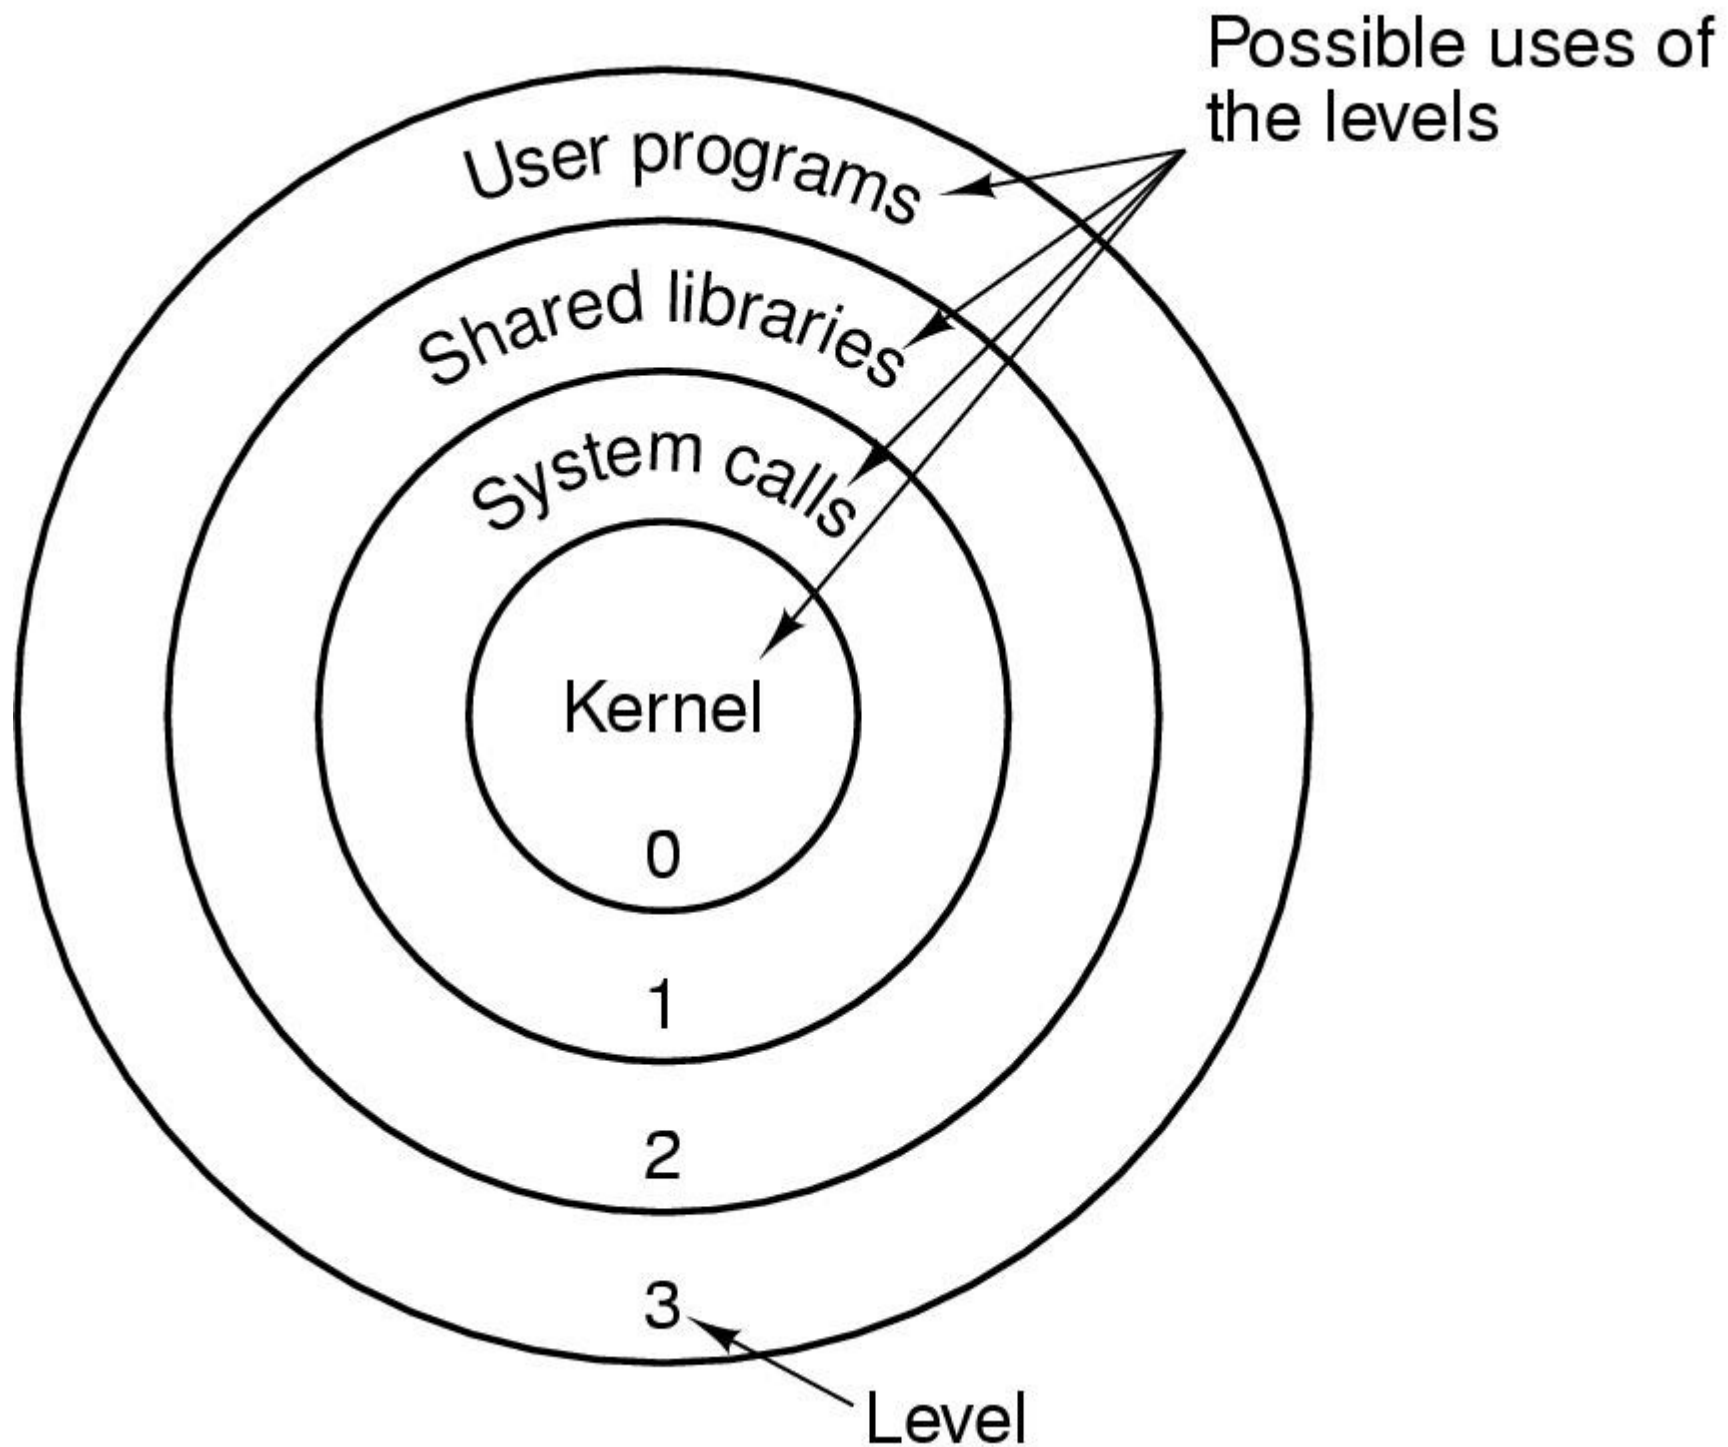 Possible uses of
the levels
User programs
Shared libraries
System calls
Kernel
0
1
2
3
Level